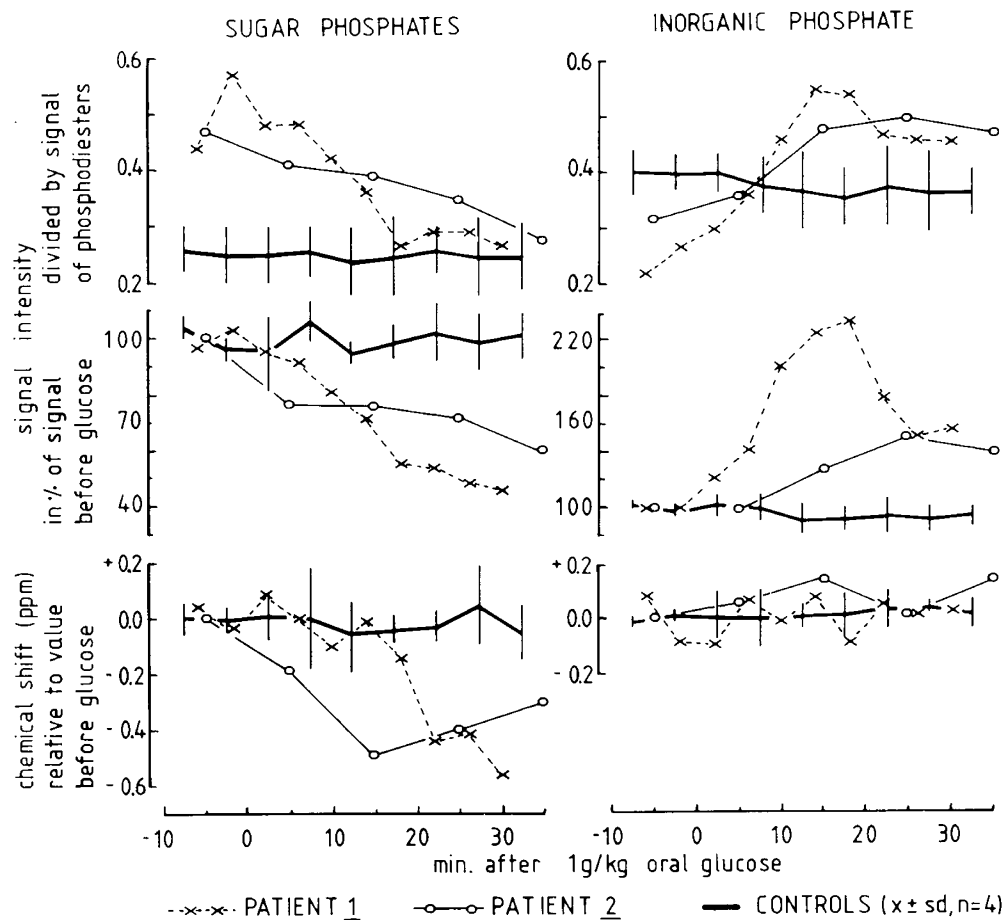 SUGAR PHOSPHATES
INORGANIC PHOSPHATE
signal intensity
divided by signal
of phosphodiesters
0.6
0.4
0.2
0.6
0.4
0.2
in % of signal
before glucose
100
70
40
220
160
100
chemical shift (ppm)
relative to value
before glucose
+ 0.2
0.0
- 0.2
- 0.4
- 0.6
+ 0.2
0.0
- 0.2
-10 0 10 20 30
-10 0 10 20 30
min. after 1g/kg oral glucose
PATIENT 1
PATIENT 2
CONTROLS (x ± sd, n=4)